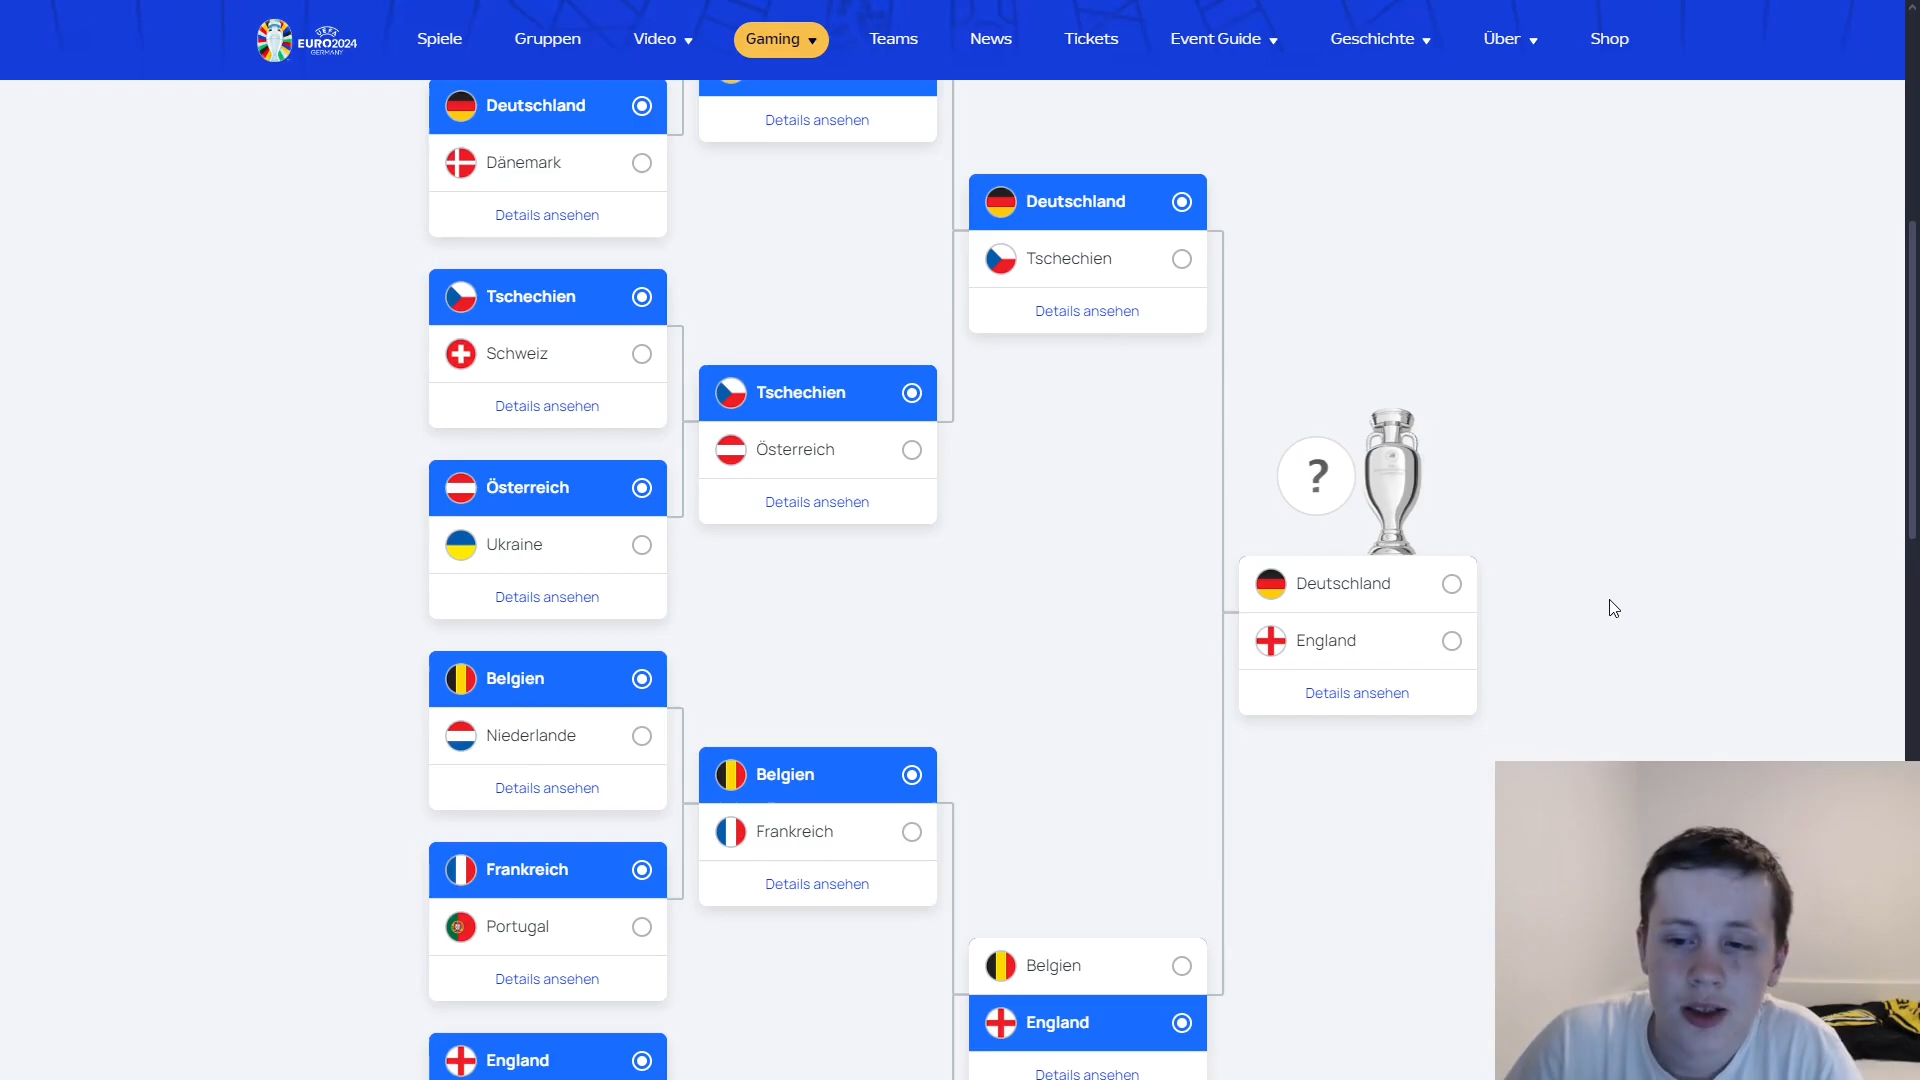 UEFA
EURO2024
GERMANY
Spiele
Gruppen
Video
Gaming
Teams
News
Tickets
Event Guide
Geschichte
Über
Shop
Deutschland
Dänemark
Details ansehen
Tschechien
Schweiz
Details ansehen
Österreich
Ukraine
Details ansehen
Belgien
Niederlande
Details ansehen
Frankreich
Portugal
Details ansehen
England
Details ansehen
Tschechien
Österreich
Details ansehen
Belgien
Frankreich
Details ansehen
Deutschland
Tschechien
Details ansehen
Belgien
England
Details ansehen
?
Deutschland
England
Details ansehen